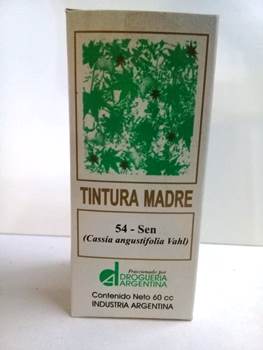 TINTURA MADRE
54 - Sen
(Cassia angustifolia Vahl)
Fraccionado por
DROGUERIA
ARGENTINA
Contenido Neto 60 cc
INDUSTRIA ARGENTINA